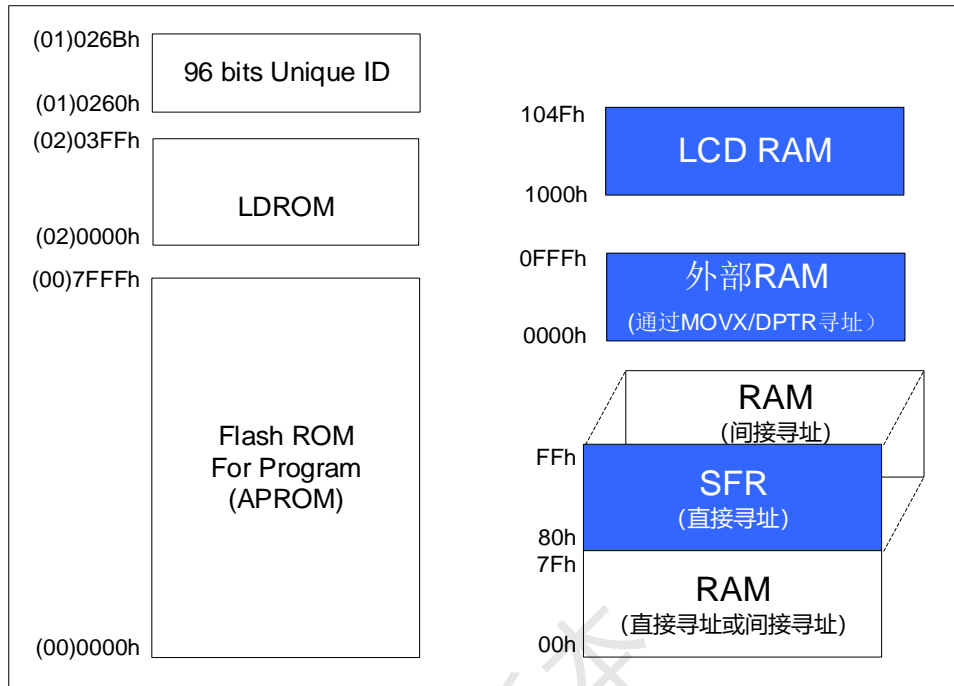 (01)026Bh
96 bits Unique ID
(01)0260h
(02)03FFh
LDROM
(02)0000h
(00)7FFFh
Flash ROM
For Program
(APROM)
(00)0000h
104Fh
LCD RAM
1000h
0FFFh
外部RAM
(通过MOVX/DPTR寻址）
0000h
RAM
(间接寻址)
FFh
SFR
(直接寻址)
80h
7Fh
RAM
(直接寻址或间接寻址)
00h
本